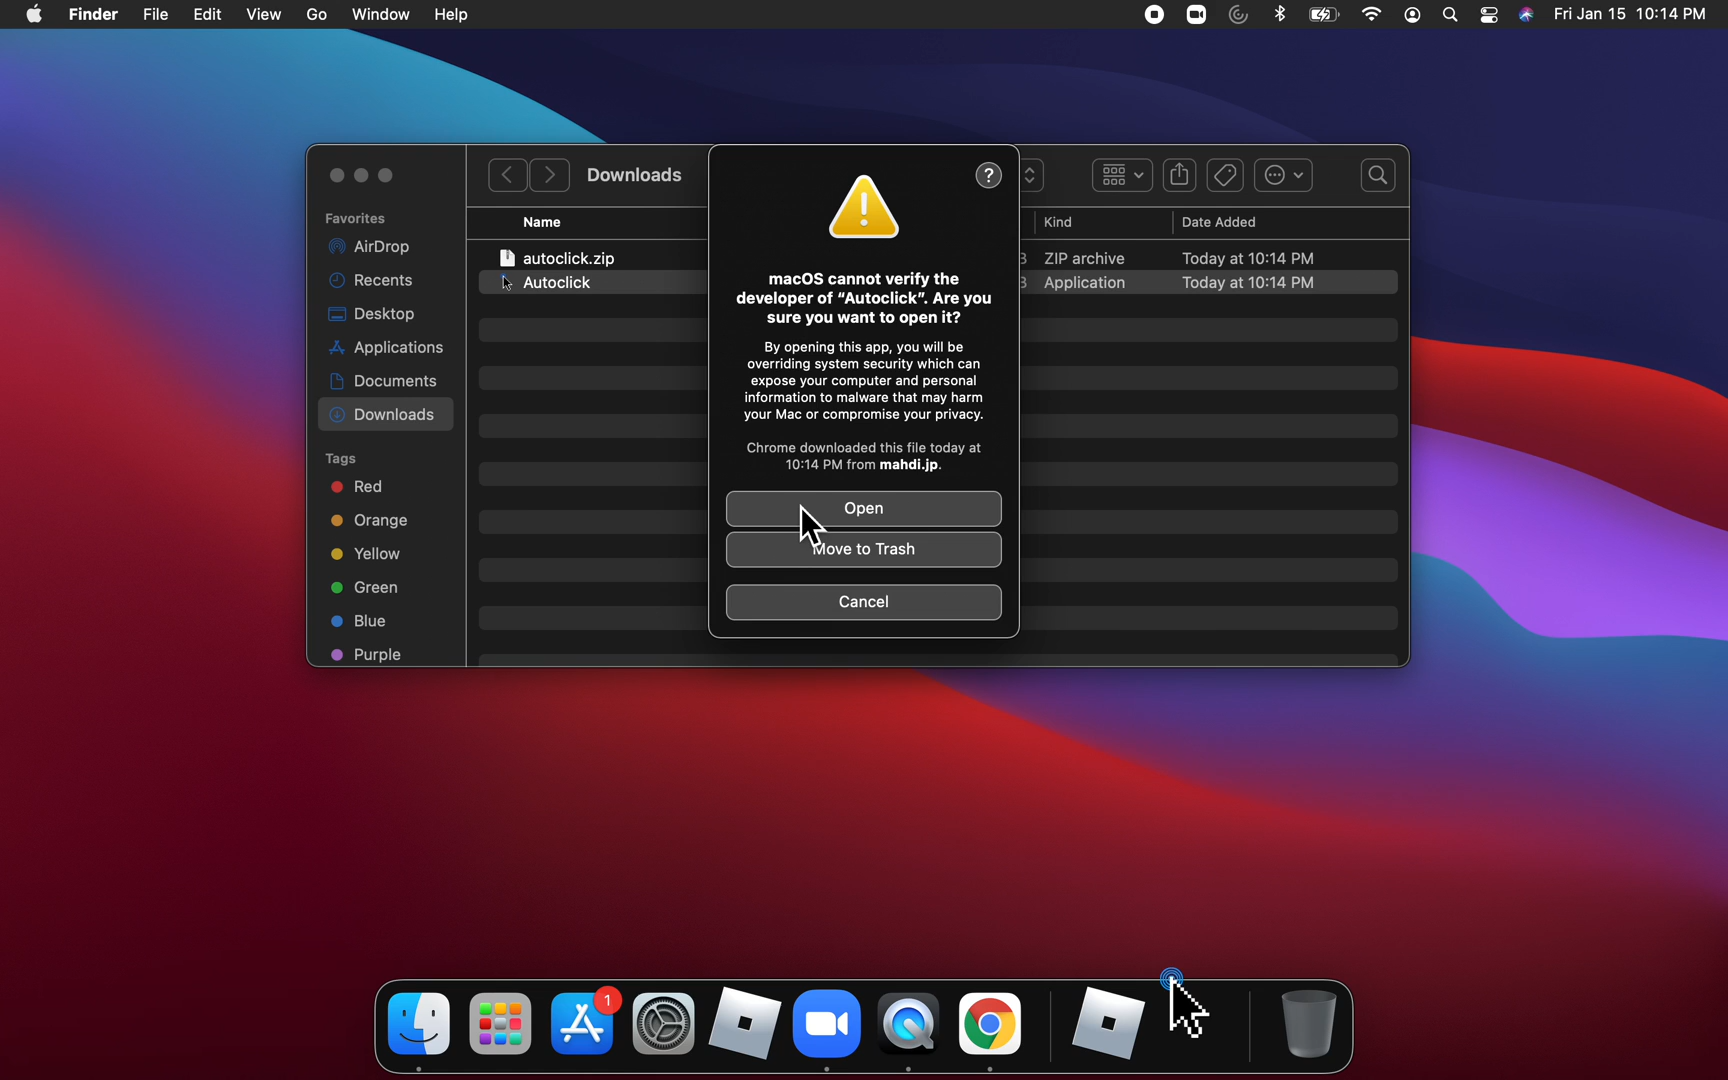 Finder File Edit View Go Window Help Fri Jan 15 10:14 PM
Downloads
?
Favorites
AirDrop
Recents
Desktop
Applications
Documents
Downloads
Tags
Red
Orange
Yellow
Green
Blue
Purple
Name Kind Date Added
autoclick.zip 3 ZIP archive Today at 10:14 PM
Autoclick 3 Application Today at 10:14 PM
macOS cannot verify the
developer of “Autoclick”. Are you
sure you want to open it?
By opening this app, you will be
overriding system security which can
expose your computer and personal
information to malware that may harm
your Mac or compromise your privacy.
Chrome downloaded this file today at
10:14 PM from mahdi.jp.
Open
Move to Trash
Cancel
1